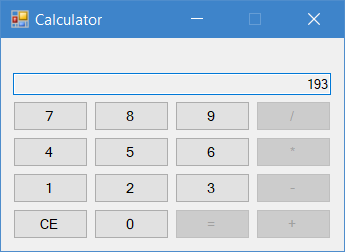 Calculator
193
7 8 9 /
4 5 6 *
1 2 3 -
CE 0 = +